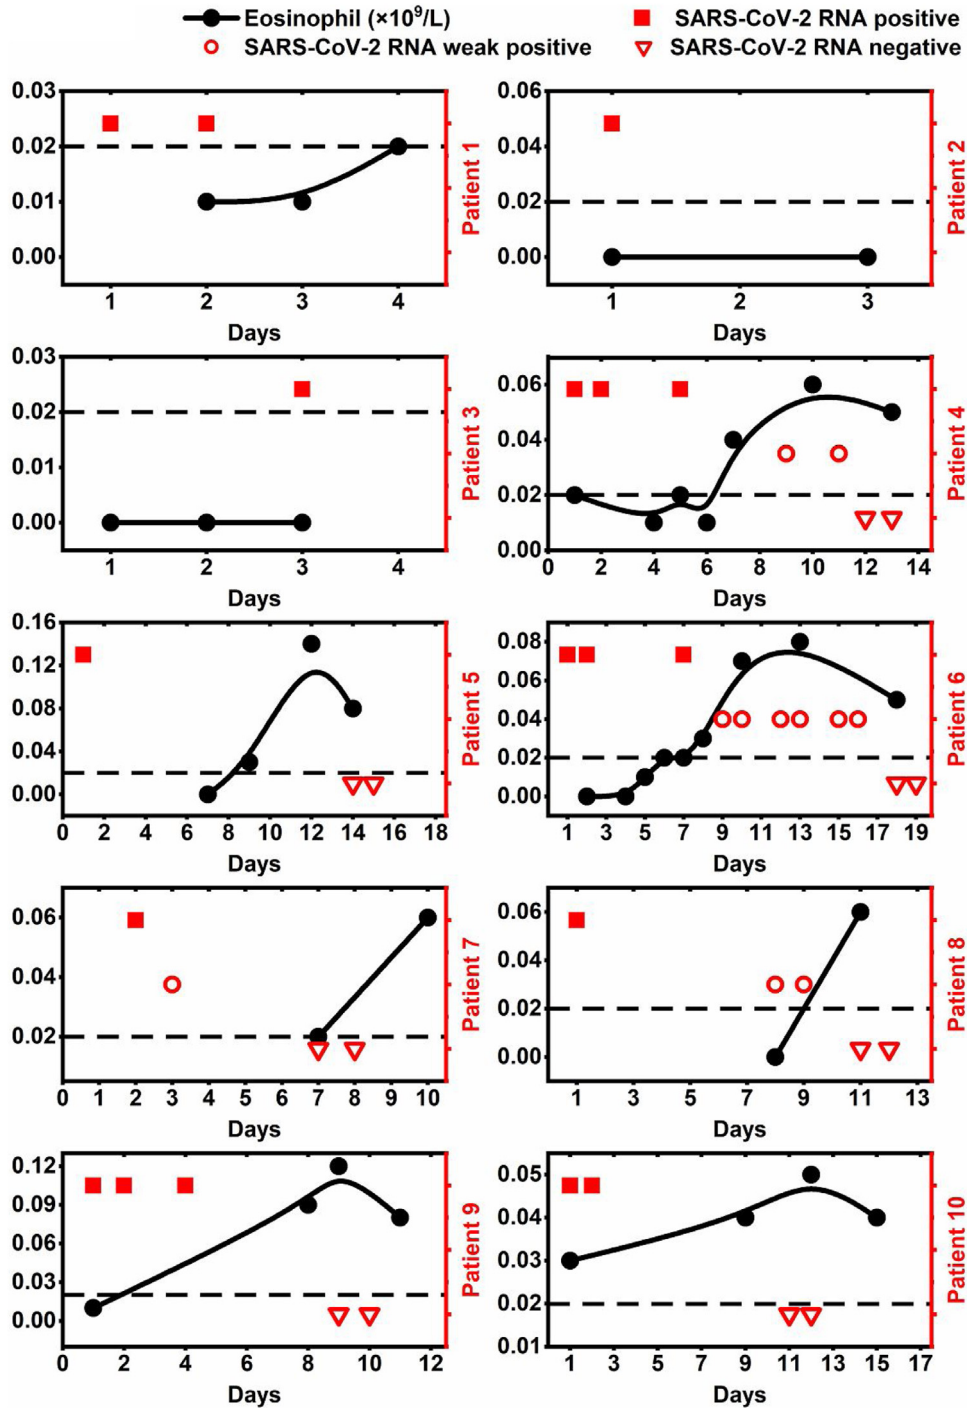 Eosinophil (×10⁹/L) SARS-CoV-2 RNA positive
SARS-CoV-2 RNA weak positive SARS-CoV-2 RNA negative
0.03
0.02
0.01
0.00
1 2 3 4
Days
Patient 1
0.06
0.04
0.02
0.00
1 2 3
Days
Patient 2
0.03
0.02
0.01
0.00
1 2 3 4
Days
Patient 3
0.06
0.04
0.02
0.00
0 2 4 6 8 10 12 14
Days
Patient 4
0.16
0.12
0.08
0.04
0.00
0 2 4 6 8 10 12 14 16 18
Days
Patient 5
0.08
0.06
0.04
0.02
0.00
1 3 5 7 9 11 13 15 17 19
Days
Patient 6
0.06
0.04
0.02
0 1 2 3 4 5 6 7 8 9 10
Days
Patient 7
0.06
0.04
0.02
0.00
1 3 5 7 9 11 13
Days
Patient 8
0.12
0.09
0.06
0.03
0.00
0 2 4 6 8 10 12
Days
Patient 9
0.05
0.04
0.03
0.02
0.01
1 3 5 7 9 11 13 15 17
Days
Patient 10